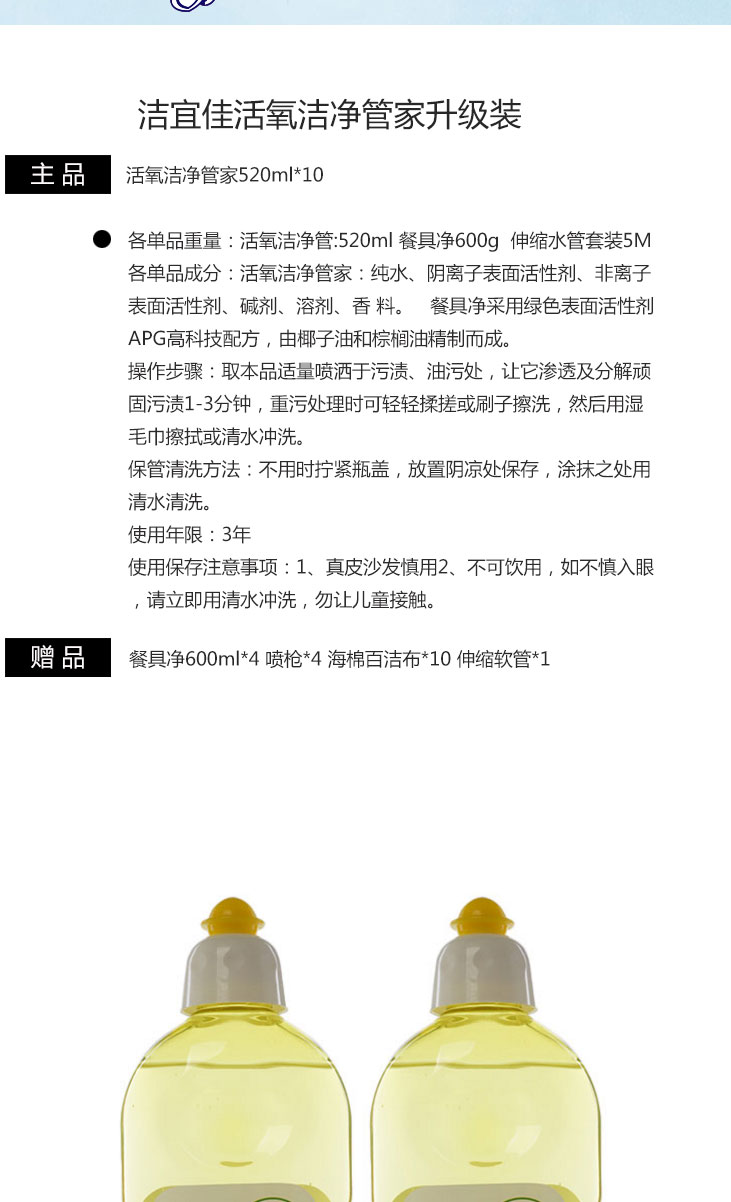 洁宜佳活氧洁净管家升级装
主 品 活氧洁净管家520ml*10
各单品重量：活氧洁净管:520ml 餐具净600g 伸缩水管套装5M
各单品成分：活氧洁净管家：纯水、阴离子表面活性剂、非离子
表面活性剂、碱剂、溶剂、香 料。 餐具净采用绿色表面活性剂
APG高科技配方，由椰子油和棕榈油精制而成。
操作步骤：取本品适量喷洒于污渍、油污处，让它渗透及分解顽
固污渍1-3分钟，重污处理时可轻轻揉搓或刷子擦洗，然后用湿
毛巾擦拭或清水冲洗。
保管清洗方法：不用时拧紧瓶盖，放置阴凉处保存，涂抹之处用
清水清洗。
使用年限：3年
使用保存注意事项：1、真皮沙发慎用2、不可饮用，如不慎入眼
，请立即用清水冲洗，勿让儿童接触。
赠 品 餐具净600ml*4 喷枪*4 海棉百洁布*10 伸缩软管*1